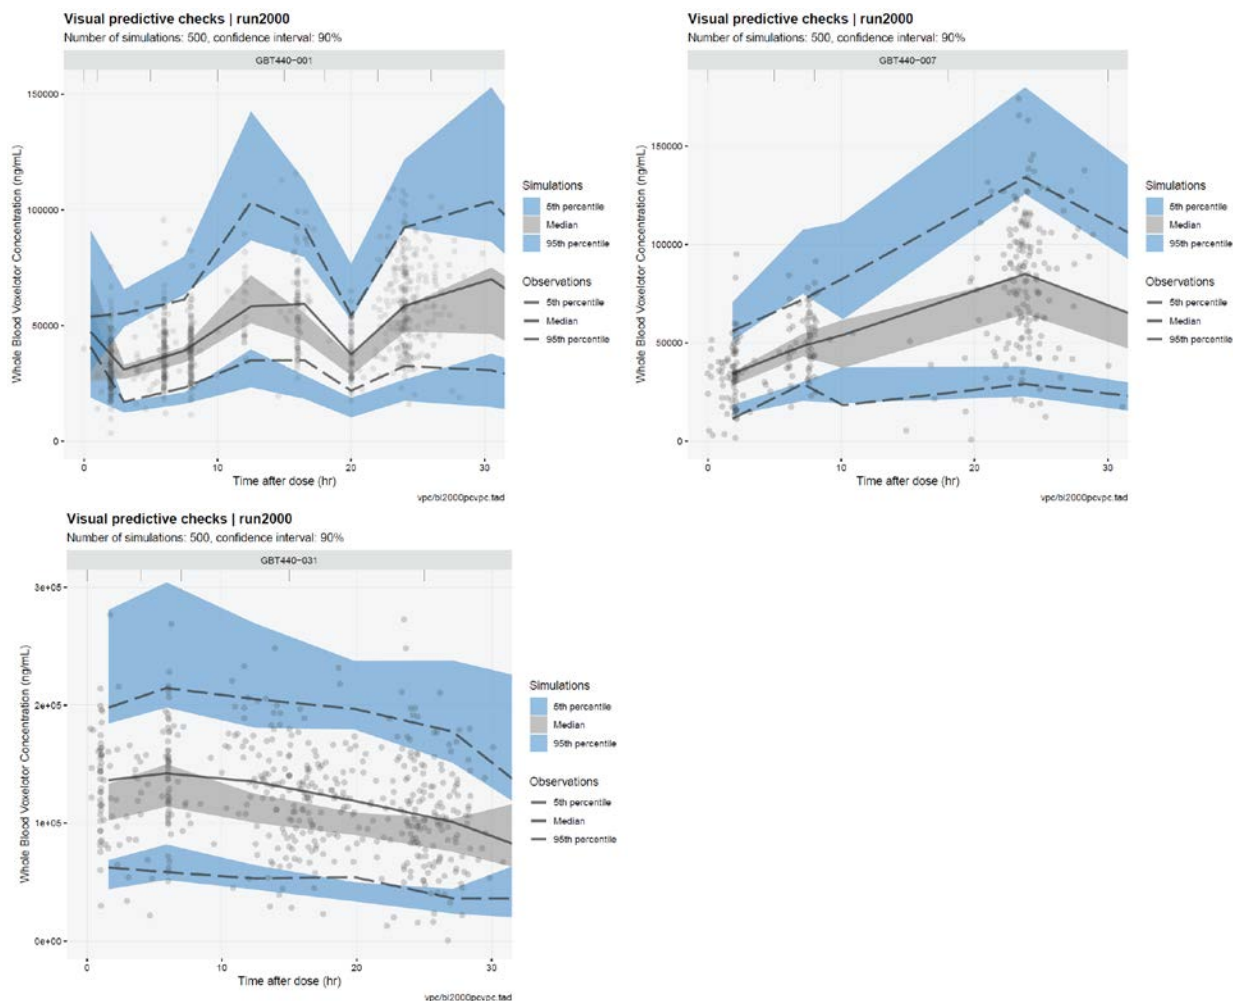 Visual predictive checks | run2000
Number of simulations: 500, confidence interval: 90%
GBT440-001
150000
100000
50000
0
Whole Blood Voxelotor Concentration (ng/mL)
0 10 20 30
Time after dose (hr)
vpc/bl2000pcvpc.tad
Simulations
5th percentile
Median
95th percentile
Observations
5th percentile
Median
95th percentile
Visual predictive checks | run2000
Number of simulations: 500, confidence interval: 90%
GBT440-007
150000
100000
50000
0
Whole Blood Voxelotor Concentration (ng/mL)
0 10 20 30
Time after dose (hr)
vpc/bl2000pcvpc.tad
Simulations
5th percentile
Median
95th percentile
Observations
5th percentile
Median
95th percentile
Visual predictive checks | run2000
Number of simulations: 500, confidence interval: 90%
GBT440-031
3e+05
2e+05
1e+05
0e+00
Whole Blood Voxelotor Concentration (ng/mL)
0 10 20 30
Time after dose (hr)
vpc/bl2000pcvpc.tad
Simulations
5th percentile
Median
95th percentile
Observations
5th percentile
Median
95th percentile